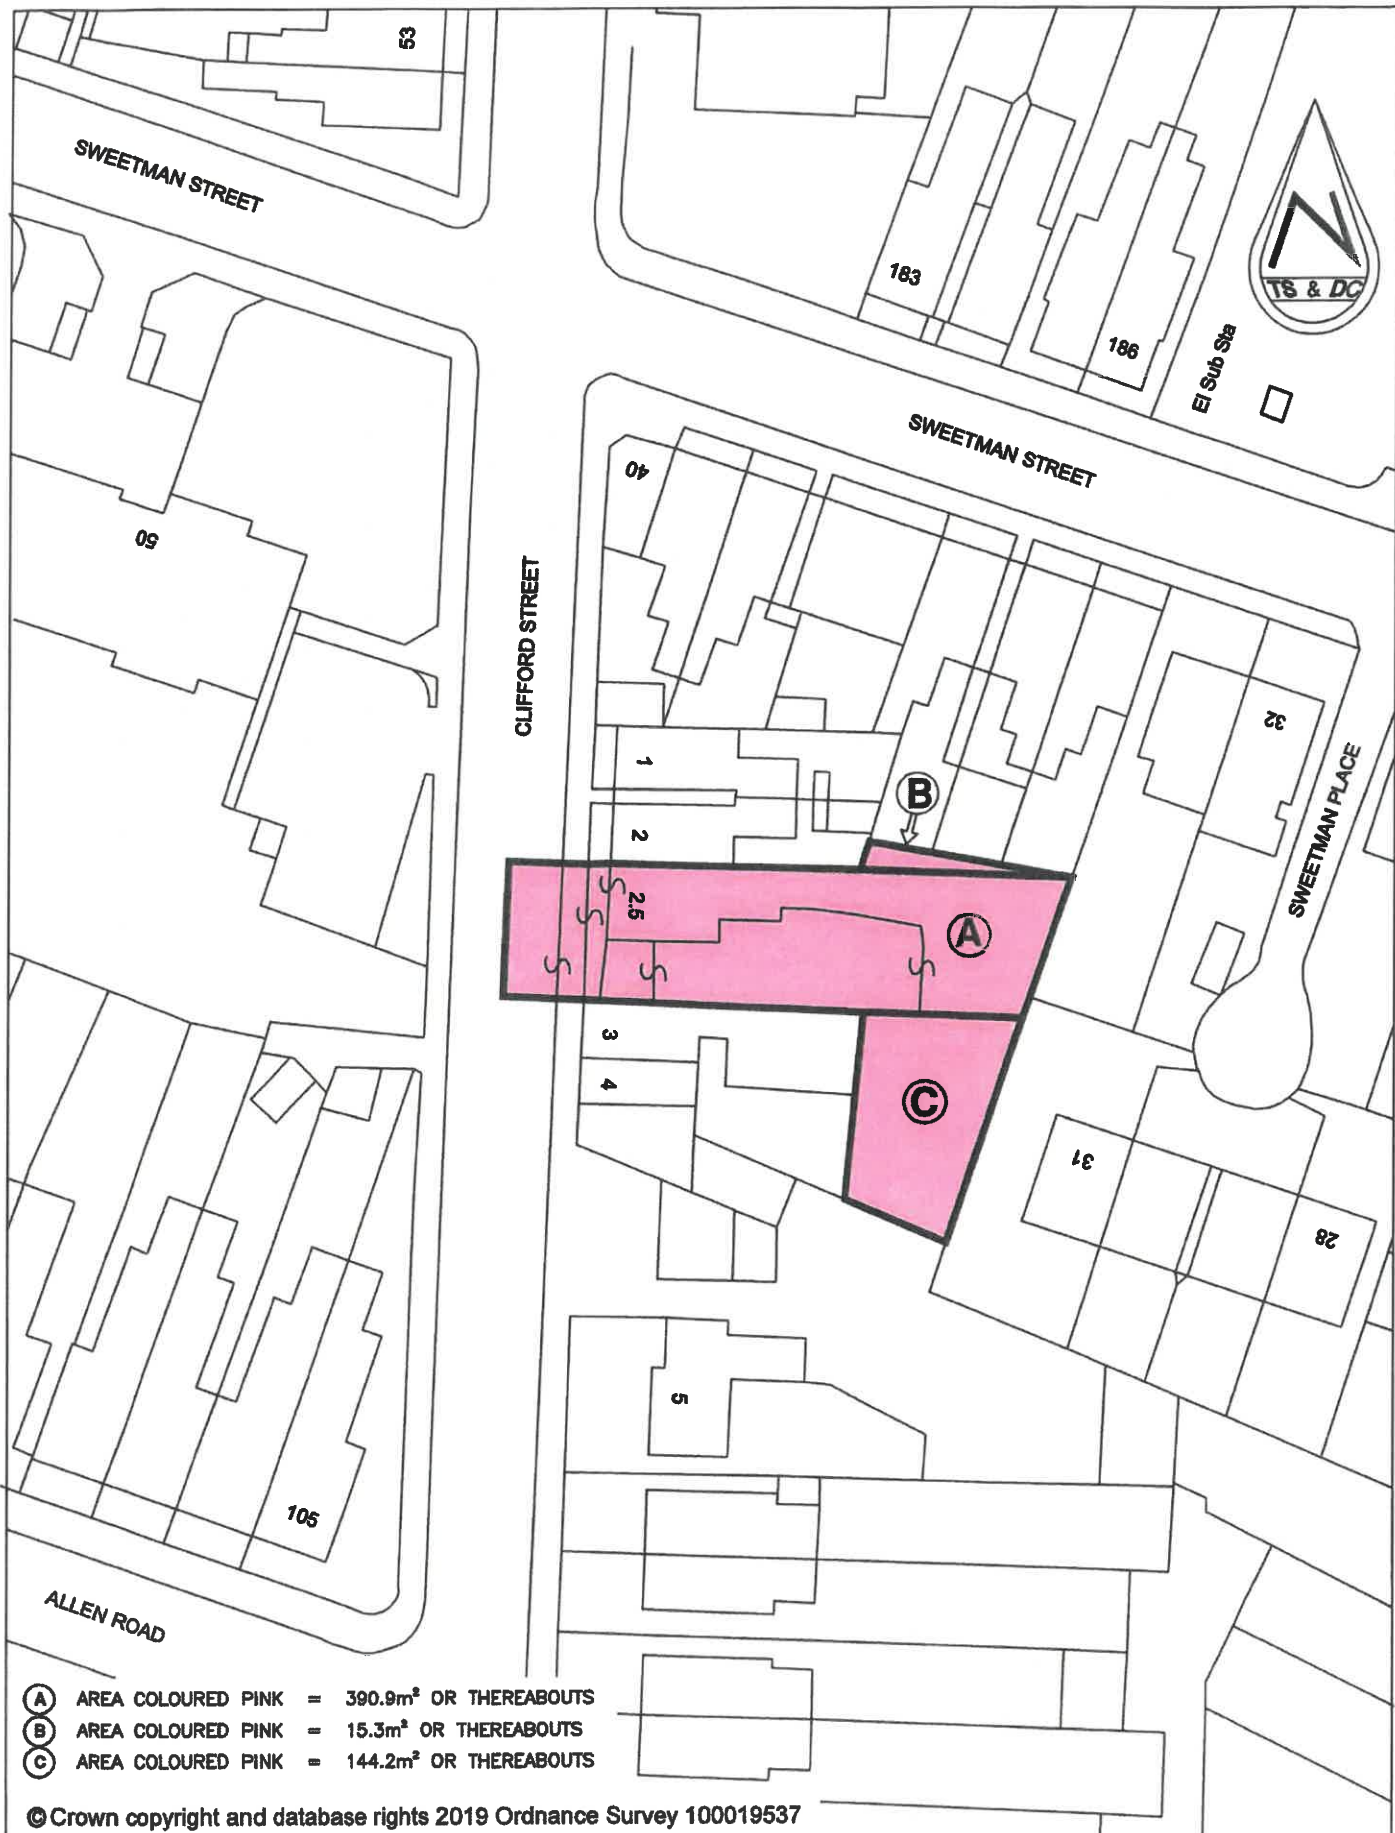 53
SWEETMAN STREET
183
186
N
TS & DC
El Sub Sta
SWEETMAN STREET
40
50
CLIFFORD STREET
32
SWEETMAN PLACE
1
B
2
2.5
A
3
4
C
31
28
5
105
ALLEN ROAD
A AREA COLOURED PINK = 390.9m² OR THEREABOUTS
B AREA COLOURED PINK = 15.3m² OR THEREABOUTS
C AREA COLOURED PINK = 144.2m² OR THEREABOUTS
© Crown copyright and database rights 2019 Ordnance Survey 100019537